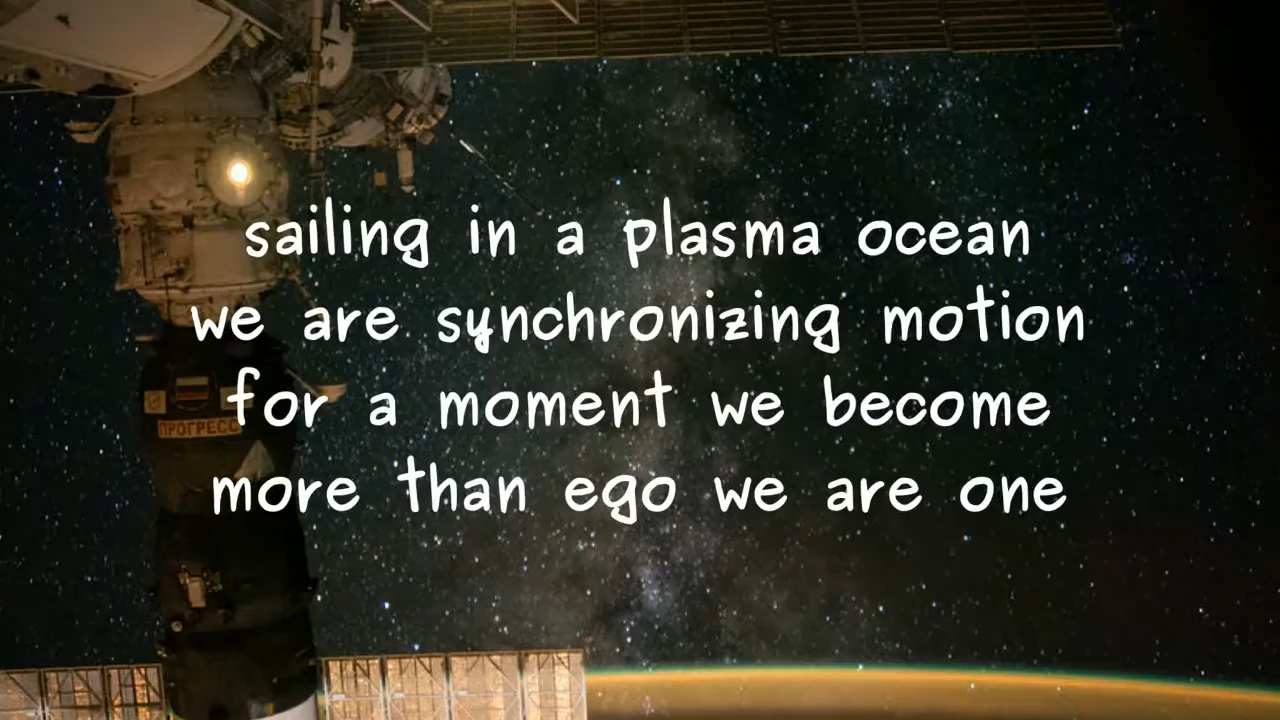 sailing in a plasma ocean
we are synchronizing motion
for a moment we become
more than ego we are one
ПРОГРЕСС